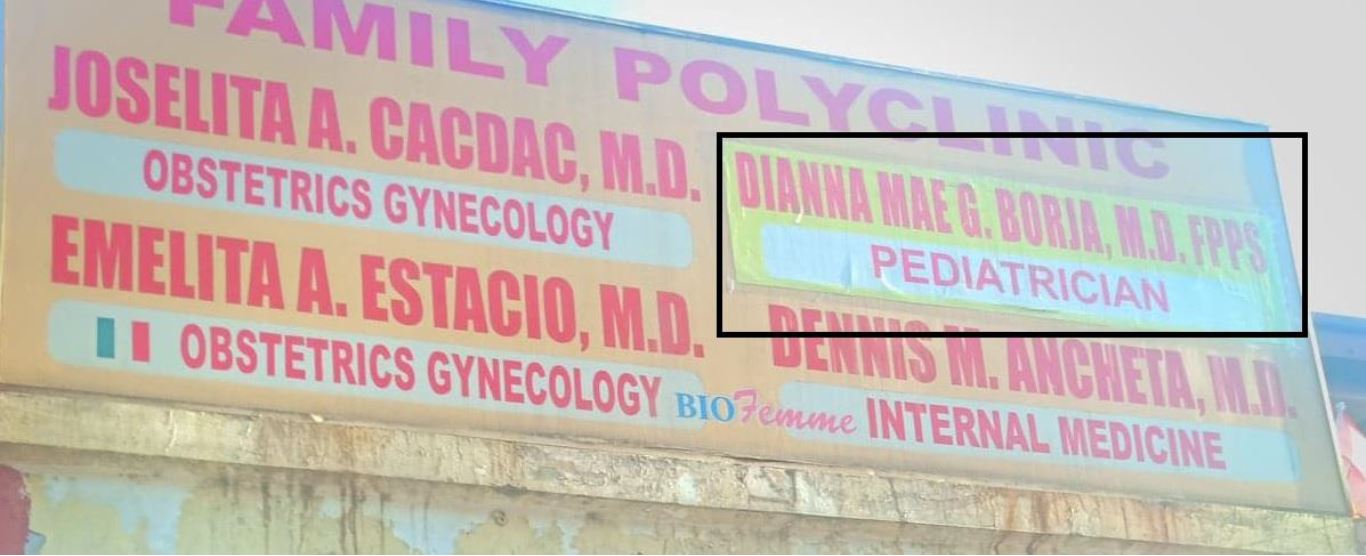 FAMILY POLYCLINIC
JOSELITA A. CACDAC, M.D.
OBSTETRICS GYNECOLOGY
EMELITA A. ESTACIO, M.D.
OBSTETRICS GYNECOLOGY
DIANNA MAE G. BORJA, M.D. FPPS
PEDIATRICIAN
DENNIS M. ANCHETA, M.D.
BIOFemme INTERNAL MEDICINE